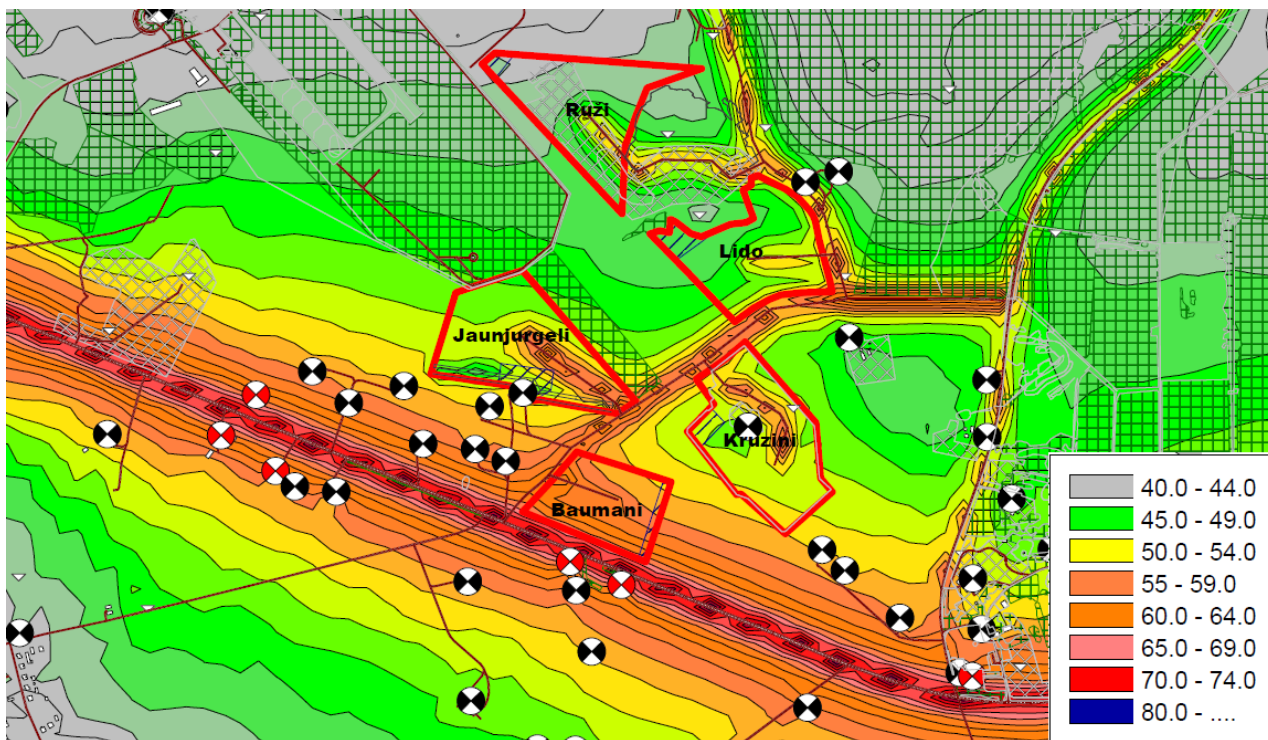 Ruži
Lido
Jaunjurgeli
Kruzini
Baumani
40.0 - 44.0
45.0 - 49.0
50.0 - 54.0
55 - 59.0
60.0 - 64.0
65.0 - 69.0
70.0 - 74.0
80.0 - ....